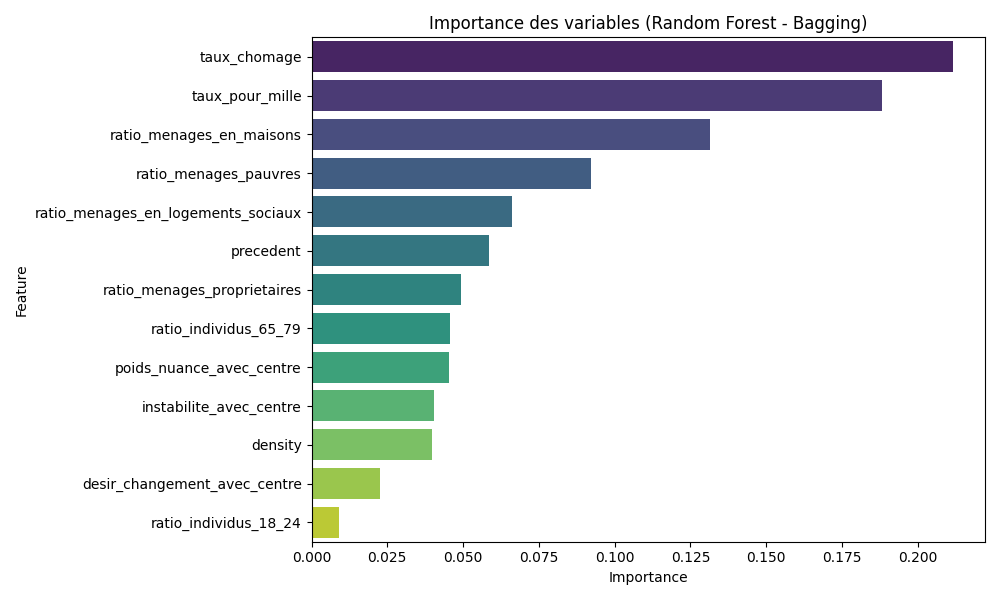 Importance des variables (Random Forest - Bagging)
Feature
taux_chomage
taux_pour_mille
ratio_menages_en_maisons
ratio_menages_pauvres
ratio_menages_en_logements_sociaux
precedent
ratio_menages_proprietaires
ratio_individus_65_79
poids_nuance_avec_centre
instabilite_avec_centre
density
desir_changement_avec_centre
ratio_individus_18_24
0.000 0.025 0.050 0.075 0.100 0.125 0.150 0.175 0.200
Importance